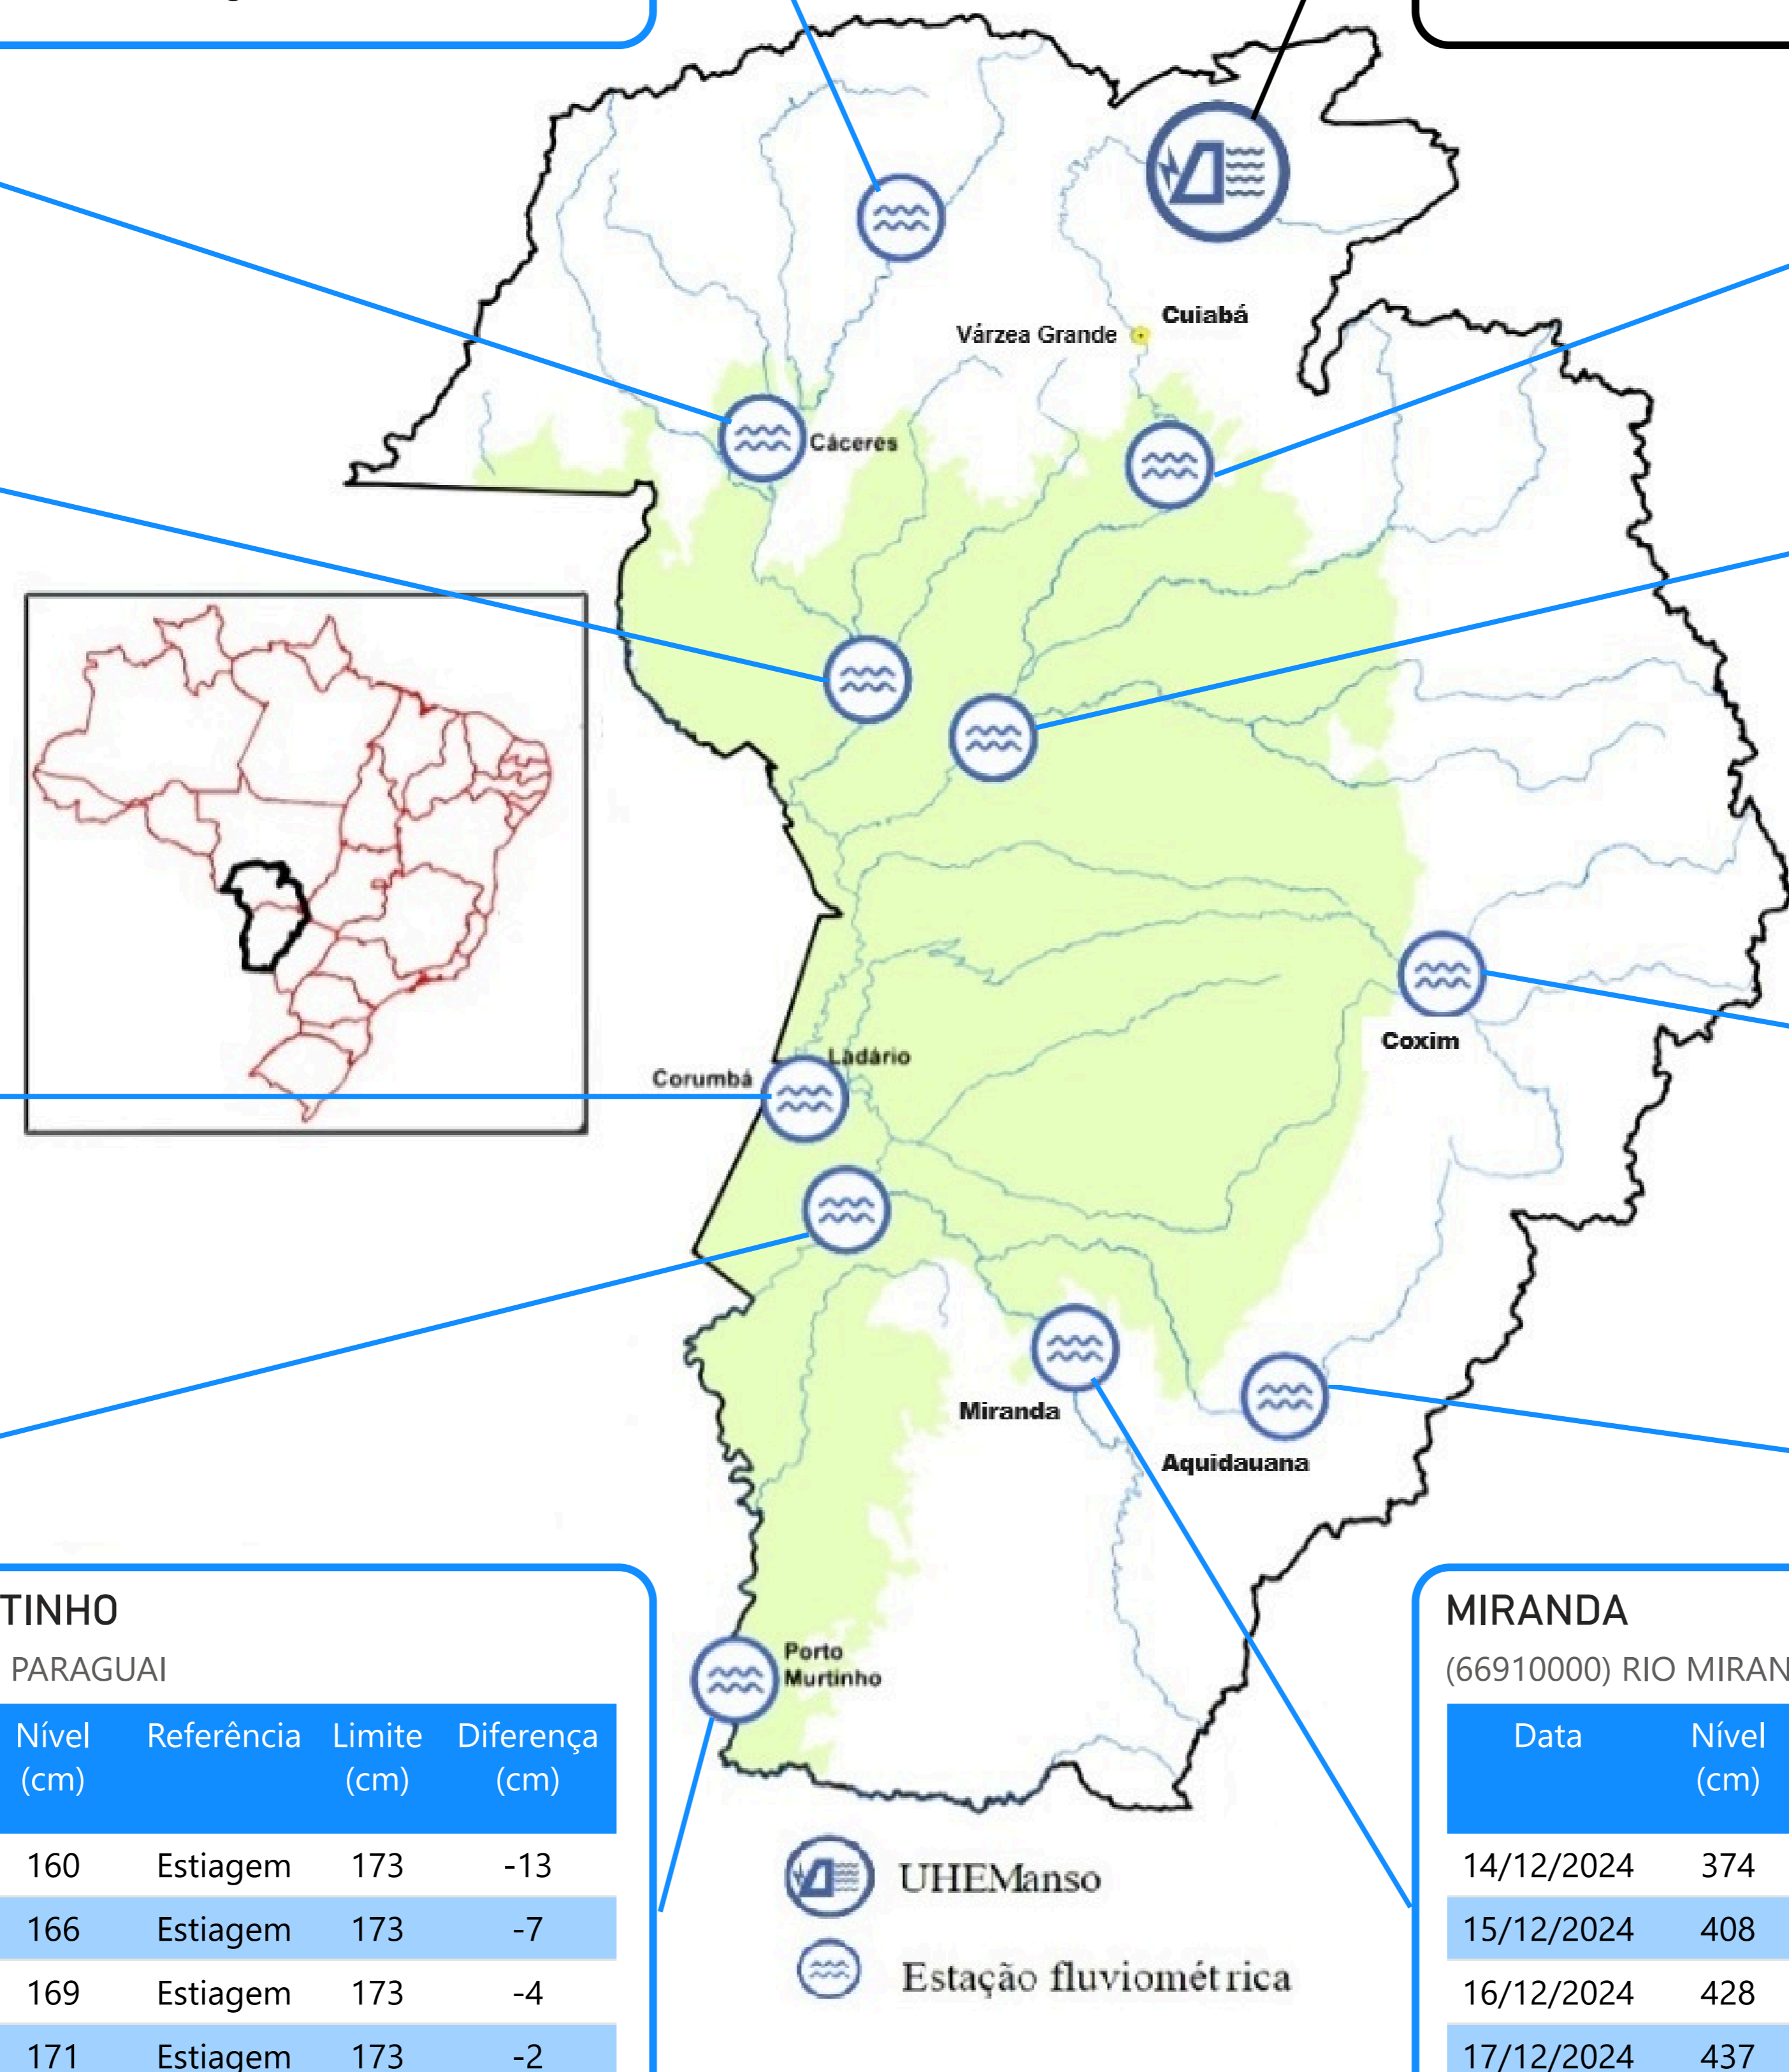 Cuiabá
Várzea Grande
Cáceres
Coxim
Ladário
Corumbá
Miranda
Aquidauana
Porto
Murtinho
TINHO
PARAGUAI
Nível (cm) Referência Limite (cm) Diferença (cm)
160 Estiagem 173 -13
166 Estiagem 173 -7
169 Estiagem 173 -4
171 Estiagem 173 -2
UHEManso
Estação fluviométrica
MIRANDA
(66910000) RIO MIRAN
Data Nível (cm)
14/12/2024 374
15/12/2024 408
16/12/2024 428
17/12/2024 437